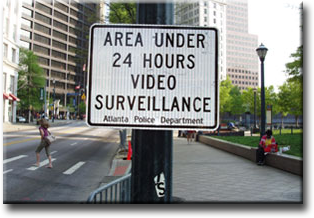 AREA UNDER
24 HOURS
VIDEO
SURVEILLANCE
Atlanta Police Department